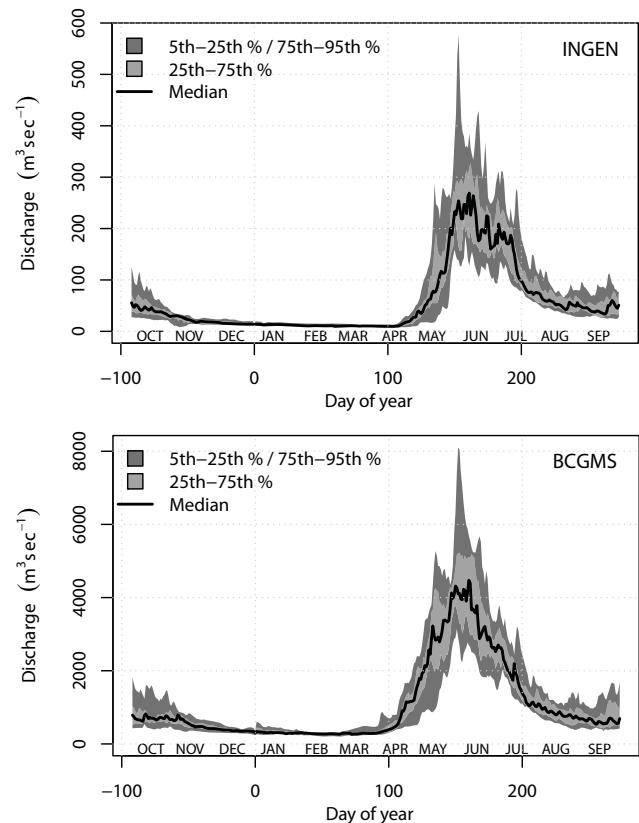 600
500
400
300
200
100
0
Discharge (m³sec⁻¹)
5th−25th % / 75th−95th %
25th−75th %
Median
INGEN
OCT NOV DEC JAN FEB MAR APR MAY JUN JUL AUG SEP
−100 0 100 200
Day of year
8000
6000
4000
2000
0
Discharge (m³sec⁻¹)
5th−25th % / 75th−95th %
25th−75th %
Median
BCGMS
OCT NOV DEC JAN FEB MAR APR MAY JUN JUL AUG SEP
−100 0 100 200
Day of year